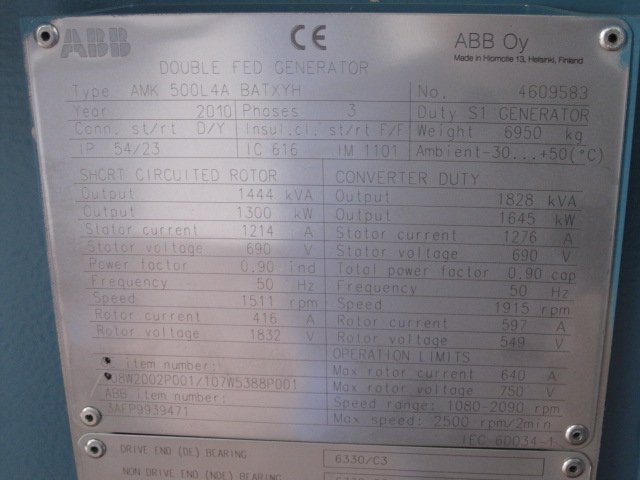 ABB CE ABB Oy
Made in Hiomotie 13, Helsinki, Finland
DOUBLE FED GENERATOR
Type AMK 500L4A BATXYH No. 4609583
Year 2010 Phases 3 Duty S1 GENERATOR
Conn. st/rt D/Y Insul.cl. st/rt F/F Weight 6950 kg
IP 54/23 IC 616 IM 1101 Ambient-30...+50(°C)
SHORT CIRCUITED ROTOR CONVERTER DUTY
Output 1444 kVA Output 1828 kVA
Output 1300 kW Output 1645 kW
Stator current 1214 A Stator current 1276 A
Stator voltage 690 V Stator voltage 690 V
Power factor 0.90 ind Total power factor 0.90 cap
Frequency 50 Hz Frequency 50 Hz
Speed 1511 rpm Speed 1915 rpm
Rotor current 416 A Rotor current 597 A
Rotor voltage 1832 V Rotor voltage 549 V
OPERATION LIMITS
item number: Max rotor current 640 A
08W2002P001/107W5388P001 Max rotor voltage 750 V
ABB item number: Speed range: 1080-2090 rpm
3AFP9939471 Max speed: 2500 rpm/2min
IEC 60034-1
DRIVE END (DE) BEARING 6330/C3
NON DRIVE END (NDE) BEARING